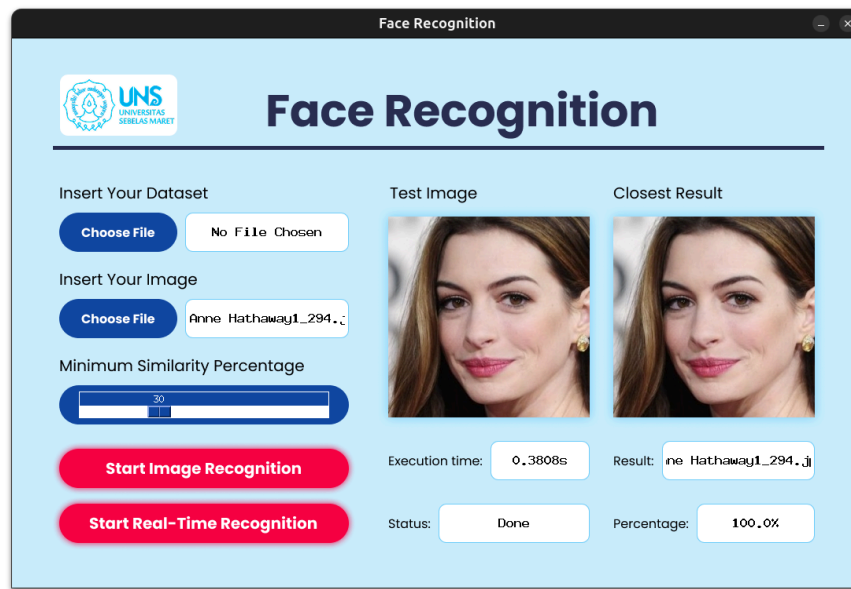 Face Recognition
UNS
UNIVERSITAS
SEBELAS MARET
Face Recognition
Insert Your Dataset
Choose File
No File Chosen
Insert Your Image
Choose File
Anne Hathaway1_294.j
Minimum Similarity Percentage
30
Start Image Recognition
Start Real-Time Recognition
Test Image
Closest Result
Execution time:
0.3808s
Result:
ne Hathaway1_294.j
Status:
Done
Percentage:
100.0%